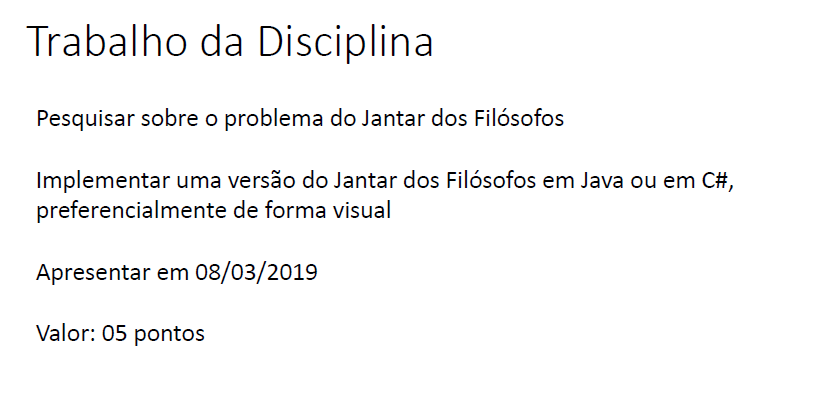 Trabalho da Disciplina
Pesquisar sobre o problema do Jantar dos Filósofos
Implementar uma versão do Jantar dos Filósofos em Java ou em C#,
preferencialmente de forma visual
Apresentar em 08/03/2019
Valor: 05 pontos